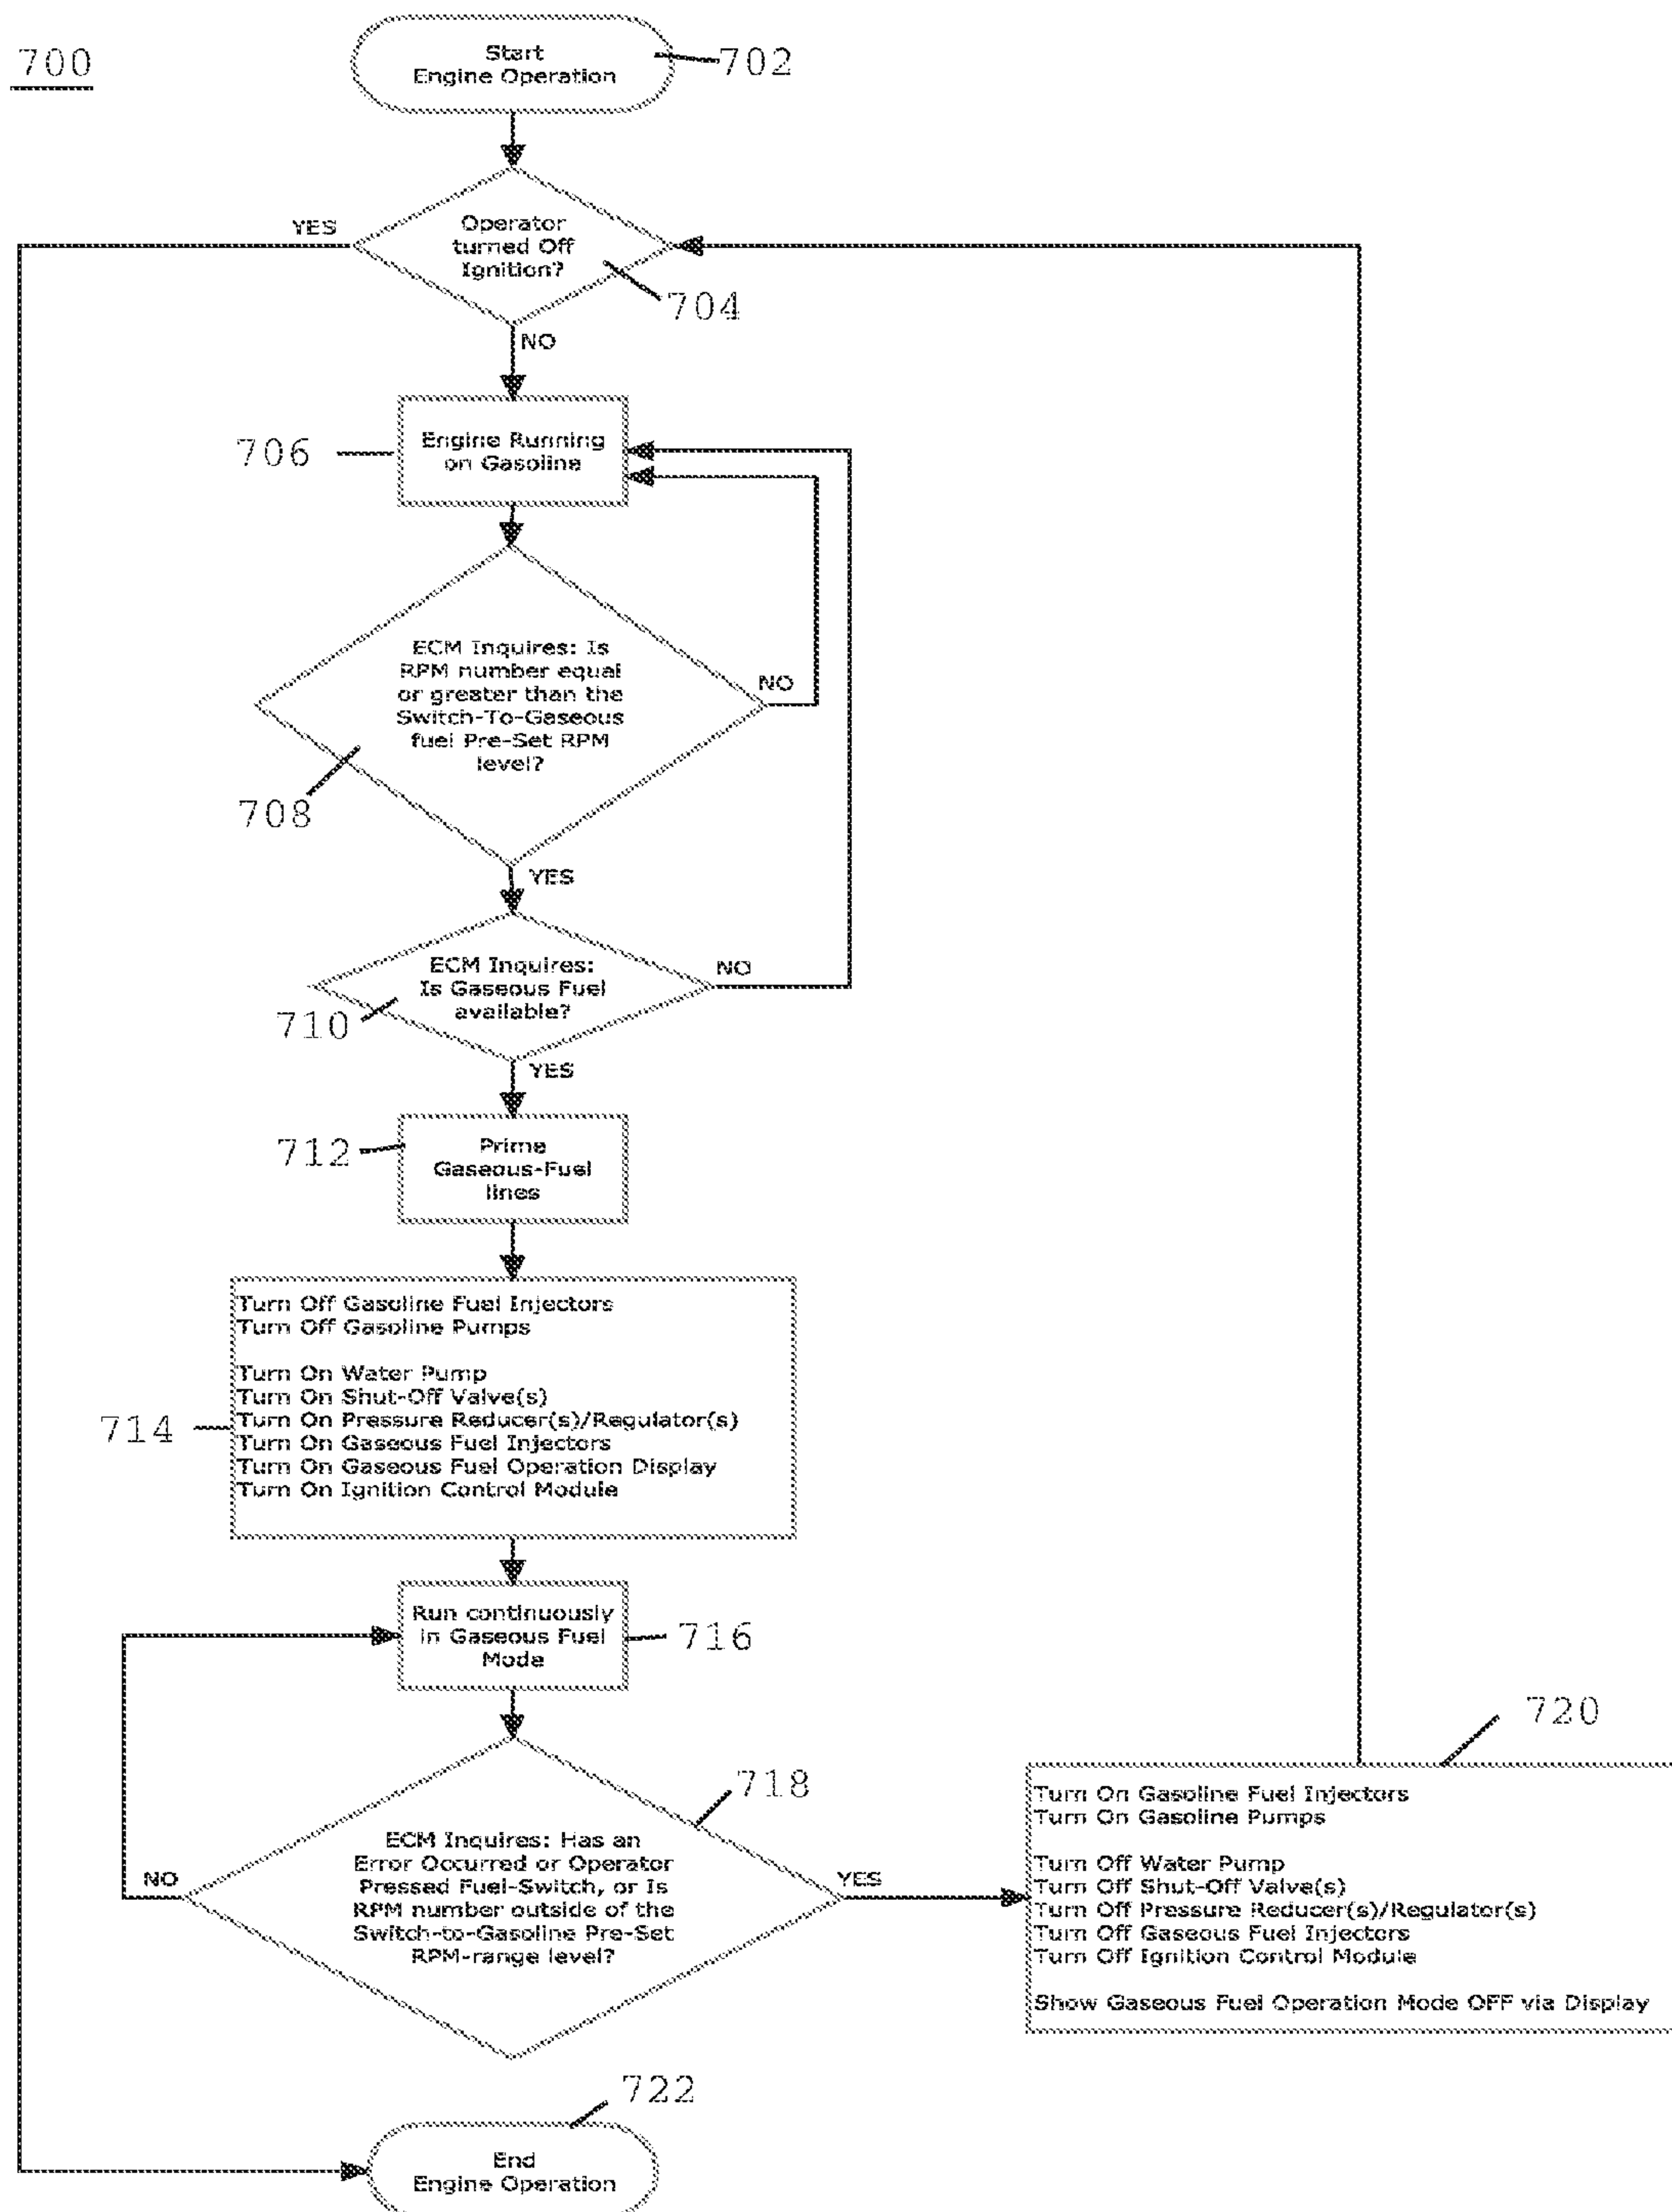 700
Start
Engine Operation
702
YES
Operator
turned Off
Ignition?
704
NO
706
Engine Running
on Gasoline
ECM Inquires: Is
RPM number equal
or greater than the
Switch-To-Gaseous
fuel Pre-Set RPM
level?
NO
708
YES
ECM Inquires:
Is Gaseous Fuel
available?
NO
710
YES
712
Prime
Gaseous-Fuel
lines
Turn Off Gasoline Fuel Injectors
Turn Off Gasoline Pumps
Turn On Water Pump
Turn On Shut-Off Valve(s)
Turn On Pressure Reducer(s)/Regulator(s)
Turn On Gaseous Fuel Injectors
Turn On Gaseous Fuel Operation Display
Turn On Ignition Control Module
714
Run continuously
in Gaseous Fuel
Mode
716
718
ECM Inquires: Has an
Error Occurred or Operator
Pressed Fuel-Switch, or Is
RPM number outside of the
Switch-to-Gasoline Pre-Set
RPM-range level?
NO
YES
720
Turn On Gasoline Fuel Injectors
Turn On Gasoline Pumps
Turn Off Water Pump
Turn Off Shut-Off Valve(s)
Turn Off Pressure Reducer(s)/Regulator(s)
Turn Off Gaseous Fuel Injectors
Turn Off Ignition Control Module
Show Gaseous Fuel Operation Mode OFF via Display
722
End
Engine Operation